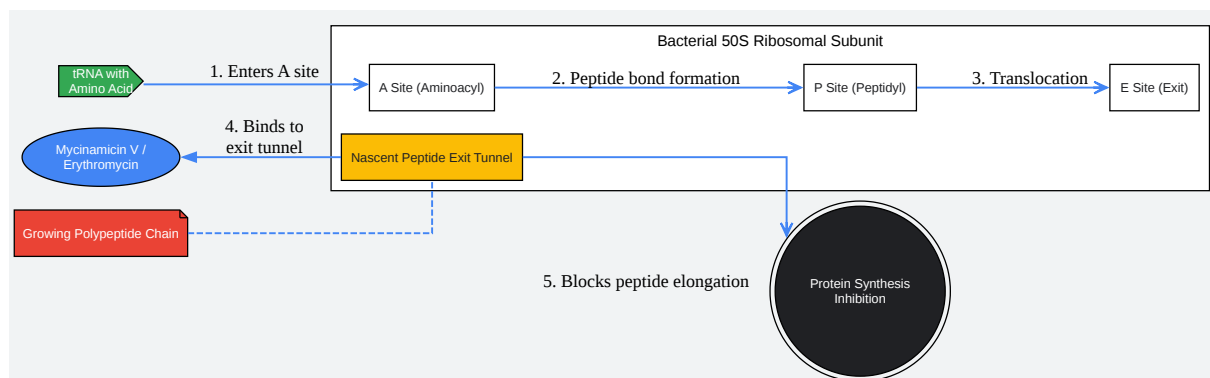 Bacterial 50S Ribosomal Subunit
tRNA with
Amino Acid
1. Enters A site
A Site (Aminoacyl)
2. Peptide bond formation
P Site (Peptidyl)
3. Translocation
E Site (Exit)
Mycinamicin V /
Erythromycin
4. Binds to
exit tunnel
Nascent Peptide Exit Tunnel
Growing Polypeptide Chain
5. Blocks peptide elongation
Protein Synthesis
Inhibition